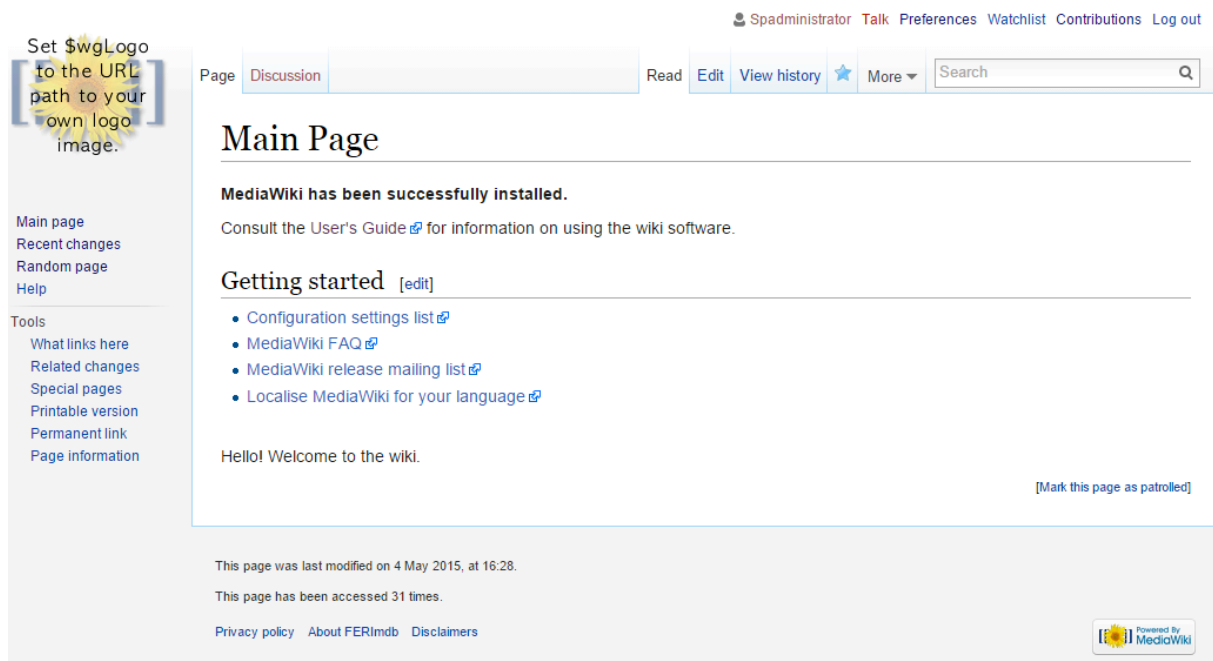 Spadministrator Talk Preferences Watchlist Contributions Log out
Set $wgLogo
to the URL
path to your
own logo
image.
Page Discussion
Read Edit View history More Search
Main Page
MediaWiki has been successfully installed.
Consult the User's Guide for information on using the wiki software.
Getting started [edit]
Configuration settings list
MediaWiki FAQ
MediaWiki release mailing list
Localise MediaWiki for your language
Hello! Welcome to the wiki.
[Mark this page as patrolled]
Main page
Recent changes
Random page
Help
Tools
What links here
Related changes
Special pages
Printable version
Permanent link
Page information
This page was last modified on 4 May 2015, at 16:28.
This page has been accessed 31 times.
Privacy policy About FERImdb Disclaimers
Powered By
MediaWiki